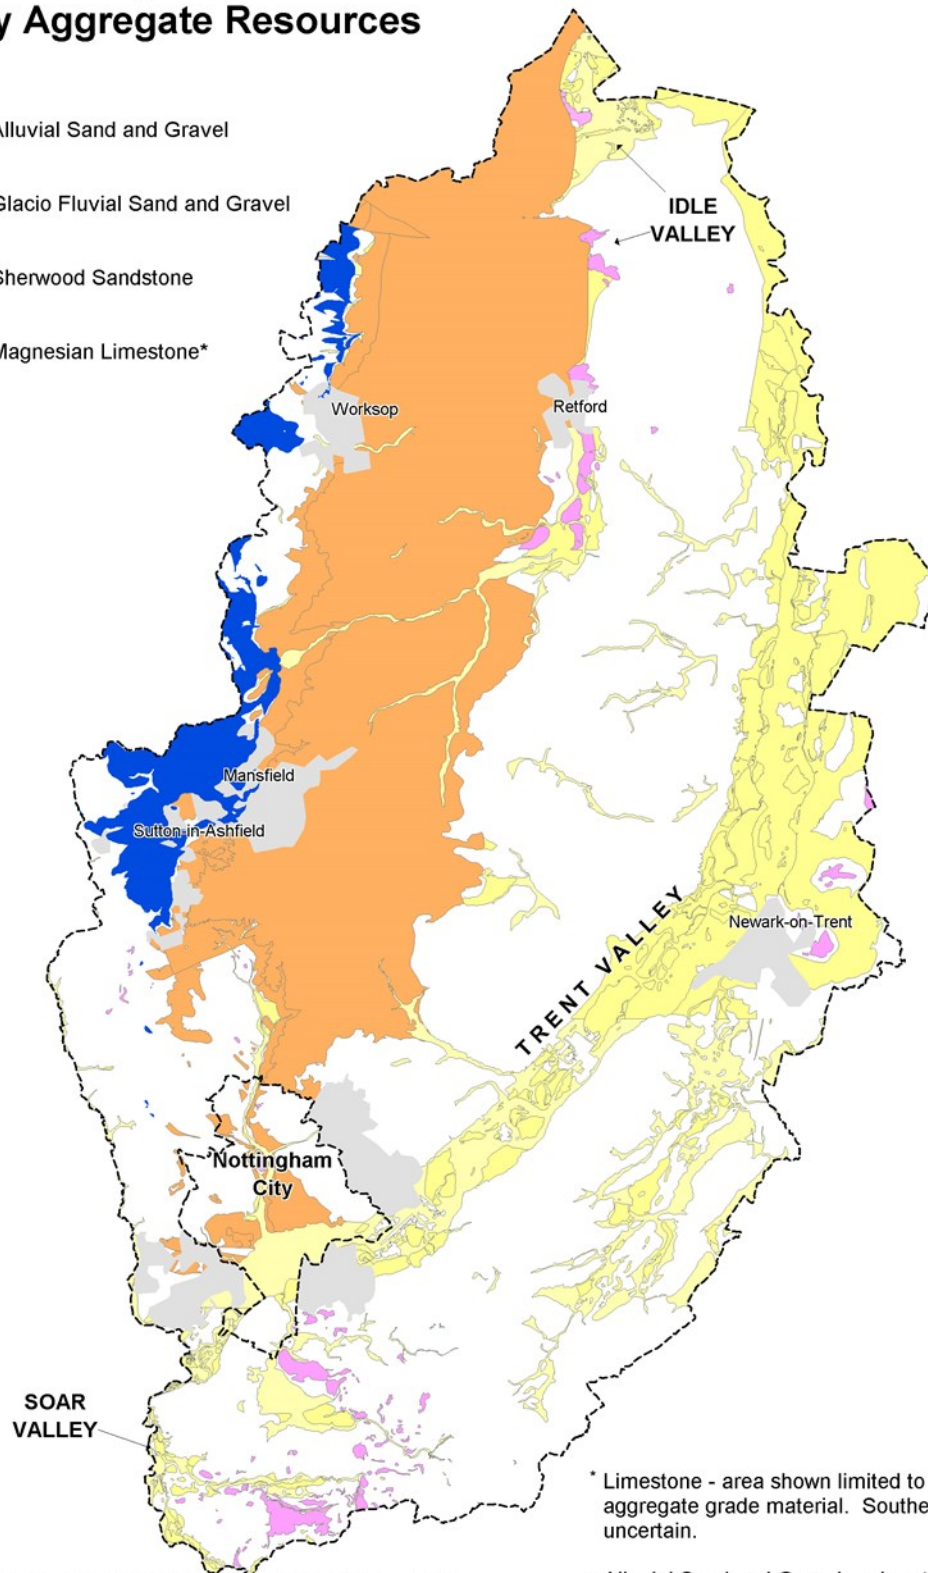 y Aggregate Resources
Alluvial Sand and Gravel
Glacio Fluvial Sand and Gravel
Sherwood Sandstone
Magnesian Limestone*
IDLE
VALLEY
Worksop
Retford
Mansfield
Sutton-in-Ashfield
Newark-on-Trent
TRENT VALLEY
Nottingham
City
SOAR
VALLEY
* Limestone - area shown limited to
aggregate grade material. Southe
uncertain.